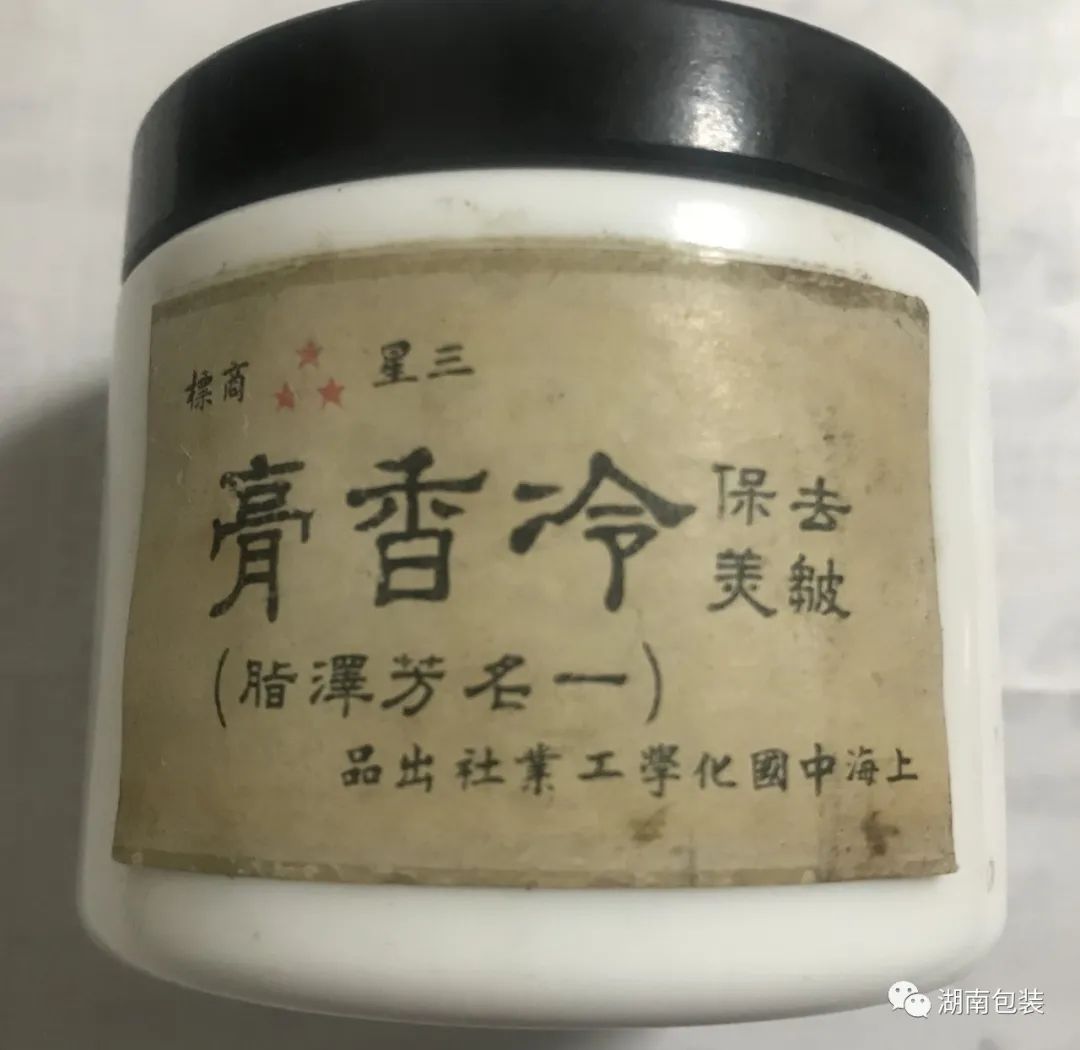 三星 商標
去皺保美
冷香膏
(一名芳澤脂)
上海中國化學工業社出品
湖南包装